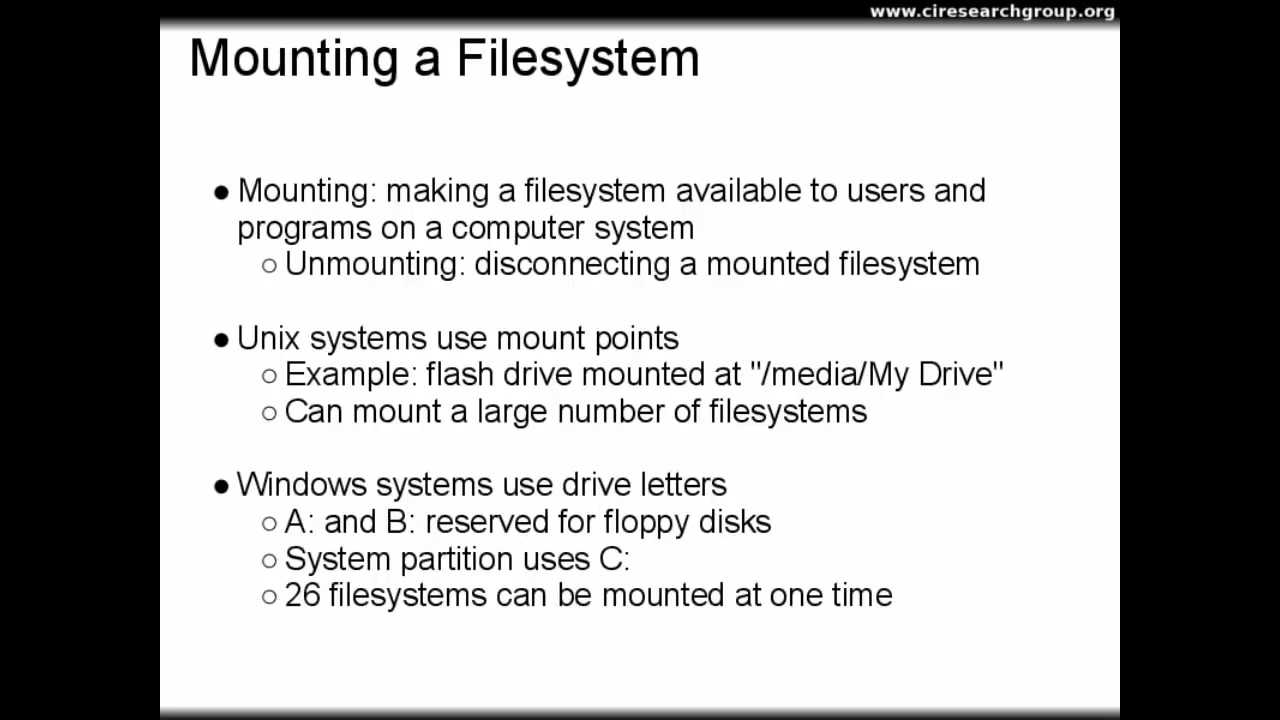 www.ciresearchgroup.org
Mounting a Filesystem
● Mounting: making a filesystem available to users and
programs on a computer system
○ Unmounting: disconnecting a mounted filesystem
● Unix systems use mount points
○ Example: flash drive mounted at "/media/My Drive"
○ Can mount a large number of filesystems
● Windows systems use drive letters
○ A: and B: reserved for floppy disks
○ System partition uses C:
○ 26 filesystems can be mounted at one time